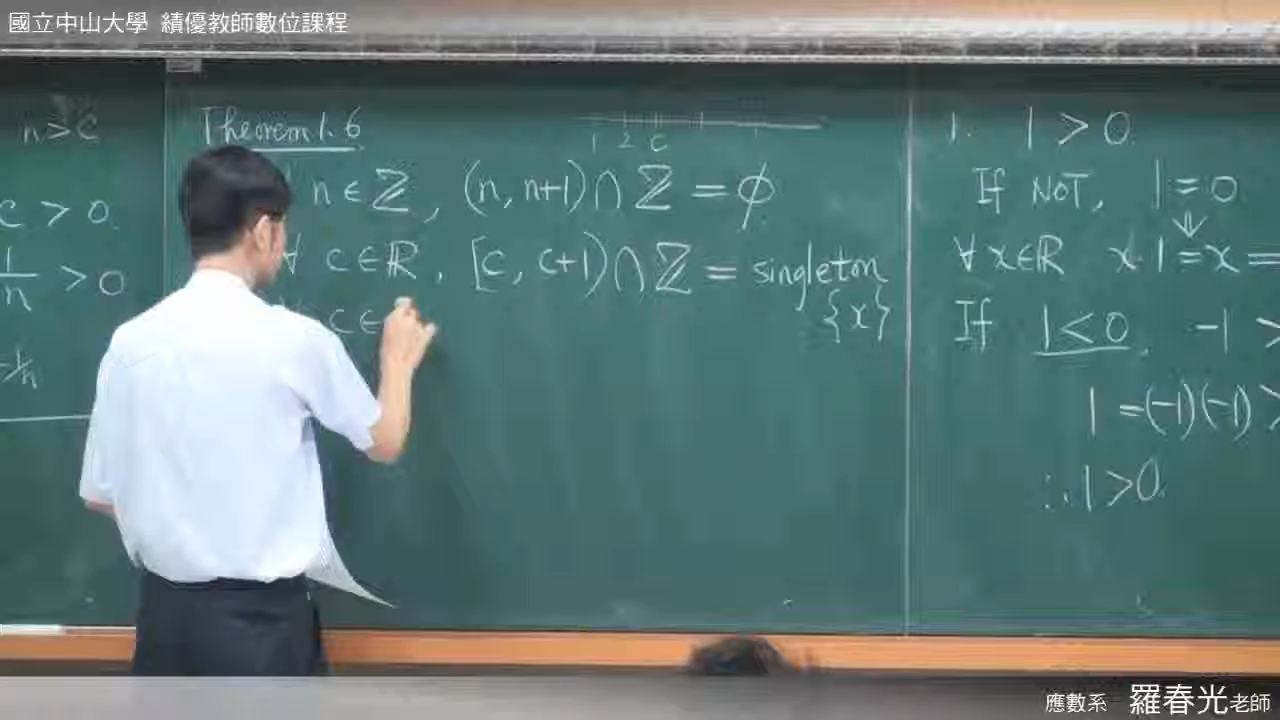 國立中山大學 績優教師數位課程
n > c
c > 0.
1/n > 0
-1/n
Theorem 1.6
1 2 c
n ∈ ℤ, (n, n+1) ∩ ℤ = ϕ
∀ c ∈ ℝ, [c, c+1) ∩ ℤ = singleton
{x}
c ∈
1. 1 > 0.
If NOT, 1 = 0
⇓
∀ x ∈ ℝ x·1 = x =
If 1 < 0, -1 >
1 = (-1)(-1) >
∴ 1 > 0.
應數系 羅春光老師